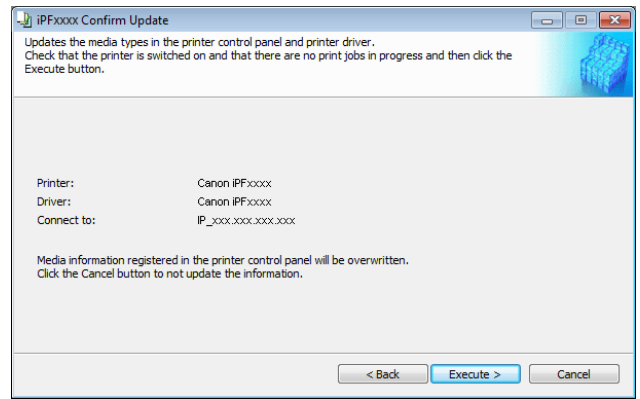 iPFxxxx Confirm Update
Updates the media types in the printer control panel and printer driver.
Check that the printer is switched on and that there are no print jobs in progress and then click the
Execute button.
Printer: Canon iPFxxxx
Driver: Canon iPFxxxx
Connect to: IP_xxx.xxx.xxx.xxx
Media information registered in the printer control panel will be overwritten.
Click the Cancel button to not update the information.
< Back Execute > Cancel